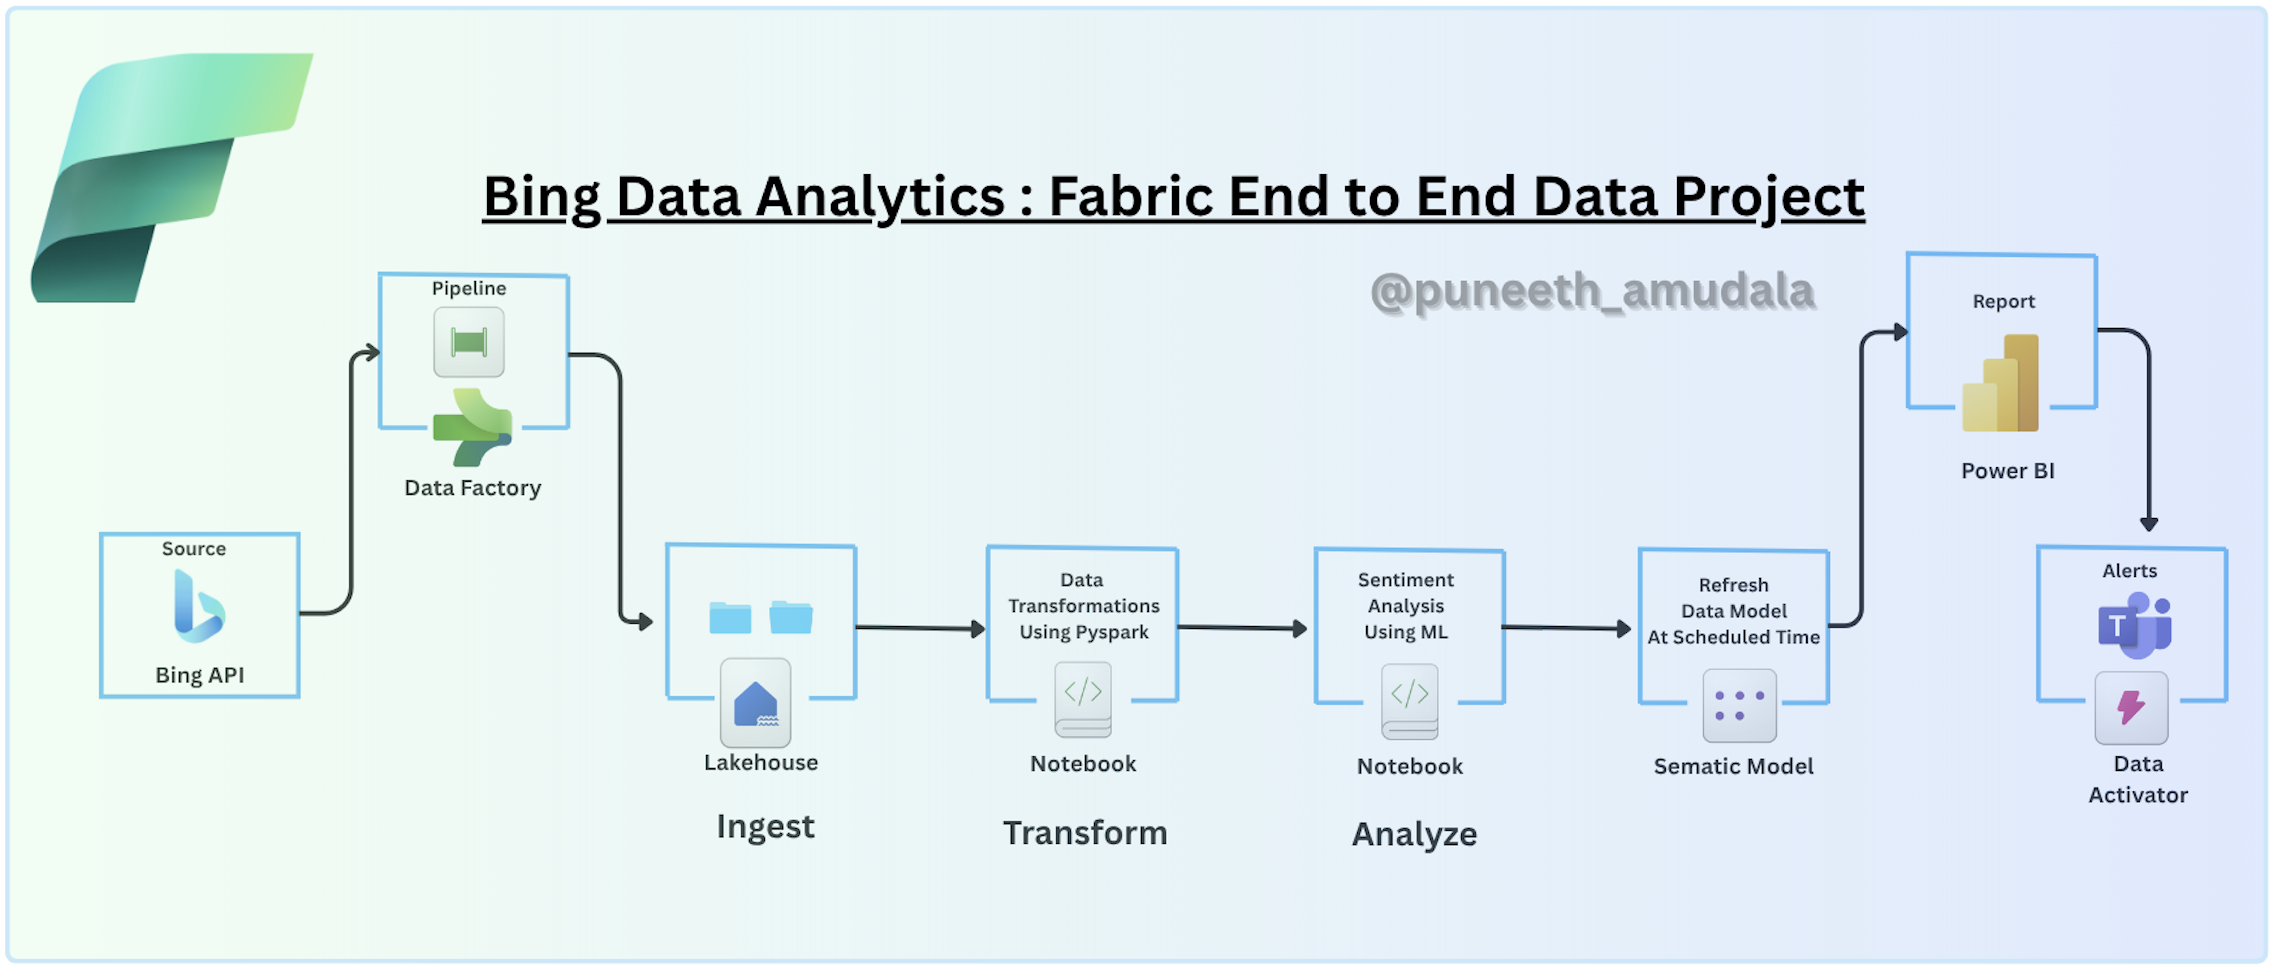 Bing Data Analytics : Fabric End to End Data Project
@puneeth_amudala
Source
Bing API
Pipeline
Data Factory
Lakehouse
Ingest
Data
Transformations
Using Pyspark
Notebook
Transform
Sentiment
Analysis
Using ML
Notebook
Analyze
Refresh
Data Model
At Scheduled Time
Sematic Model
Report
Power BI
Alerts
T
Data
Activator